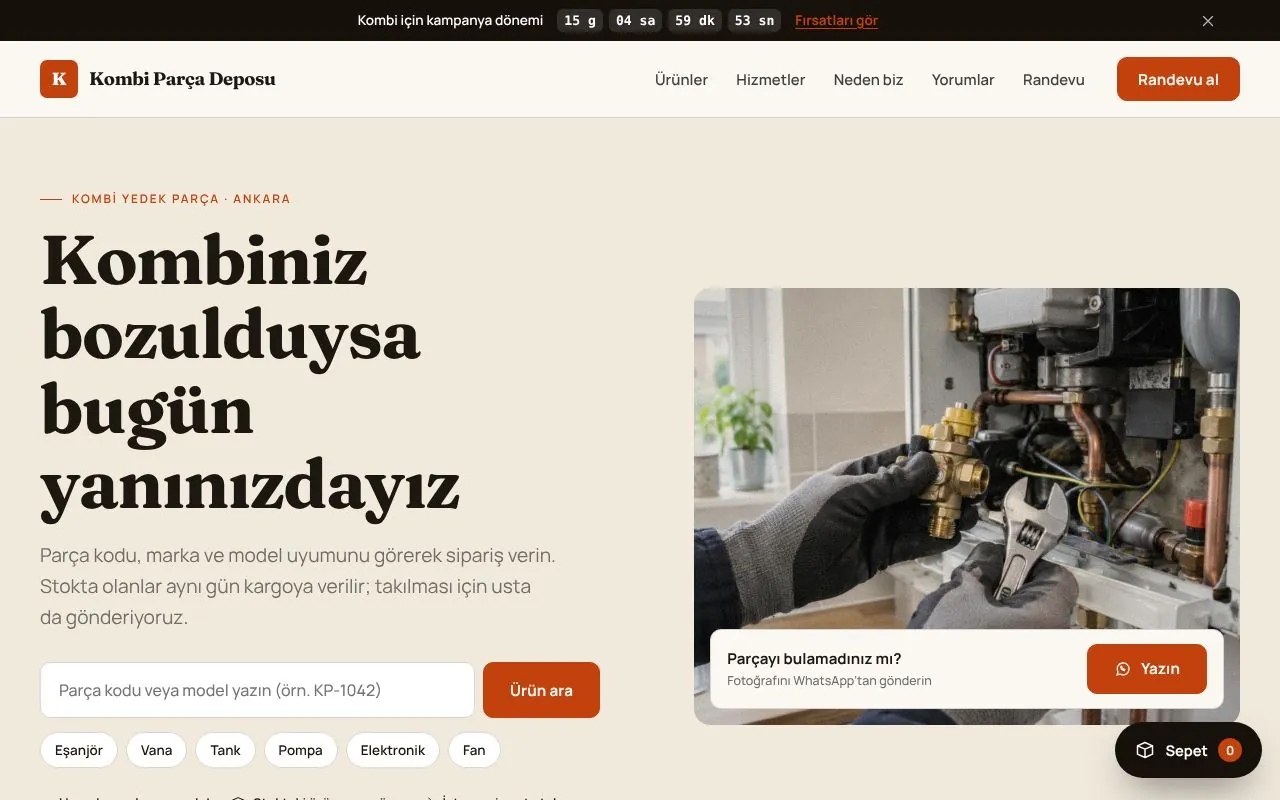 Kombi için kampanya dönemi 15 g 04 sa 59 dk 53 sn Fırsatları gör
K Kombi Parça Deposu Ürünler Hizmetler Neden biz Yorumlar Randevu Randevu al
KOMBİ YEDEK PARÇA · ANKARA
Kombiniz
bozulduysa
bugün
yanınızdayız
Parça kodu, marka ve model uyumunu görerek sipariş verin.
Stokta olanlar aynı gün kargoya verilir; takılması için usta
da gönderiyoruz.
Parça kodu veya model yazın (örn. KP-1042) Ürün ara
Eşanjör Vana Tank Pompa Elektronik Fan
Parçayı bulamadınız mı?
Fotoğrafını WhatsApp'tan gönderin
Yazın
Sepet 0